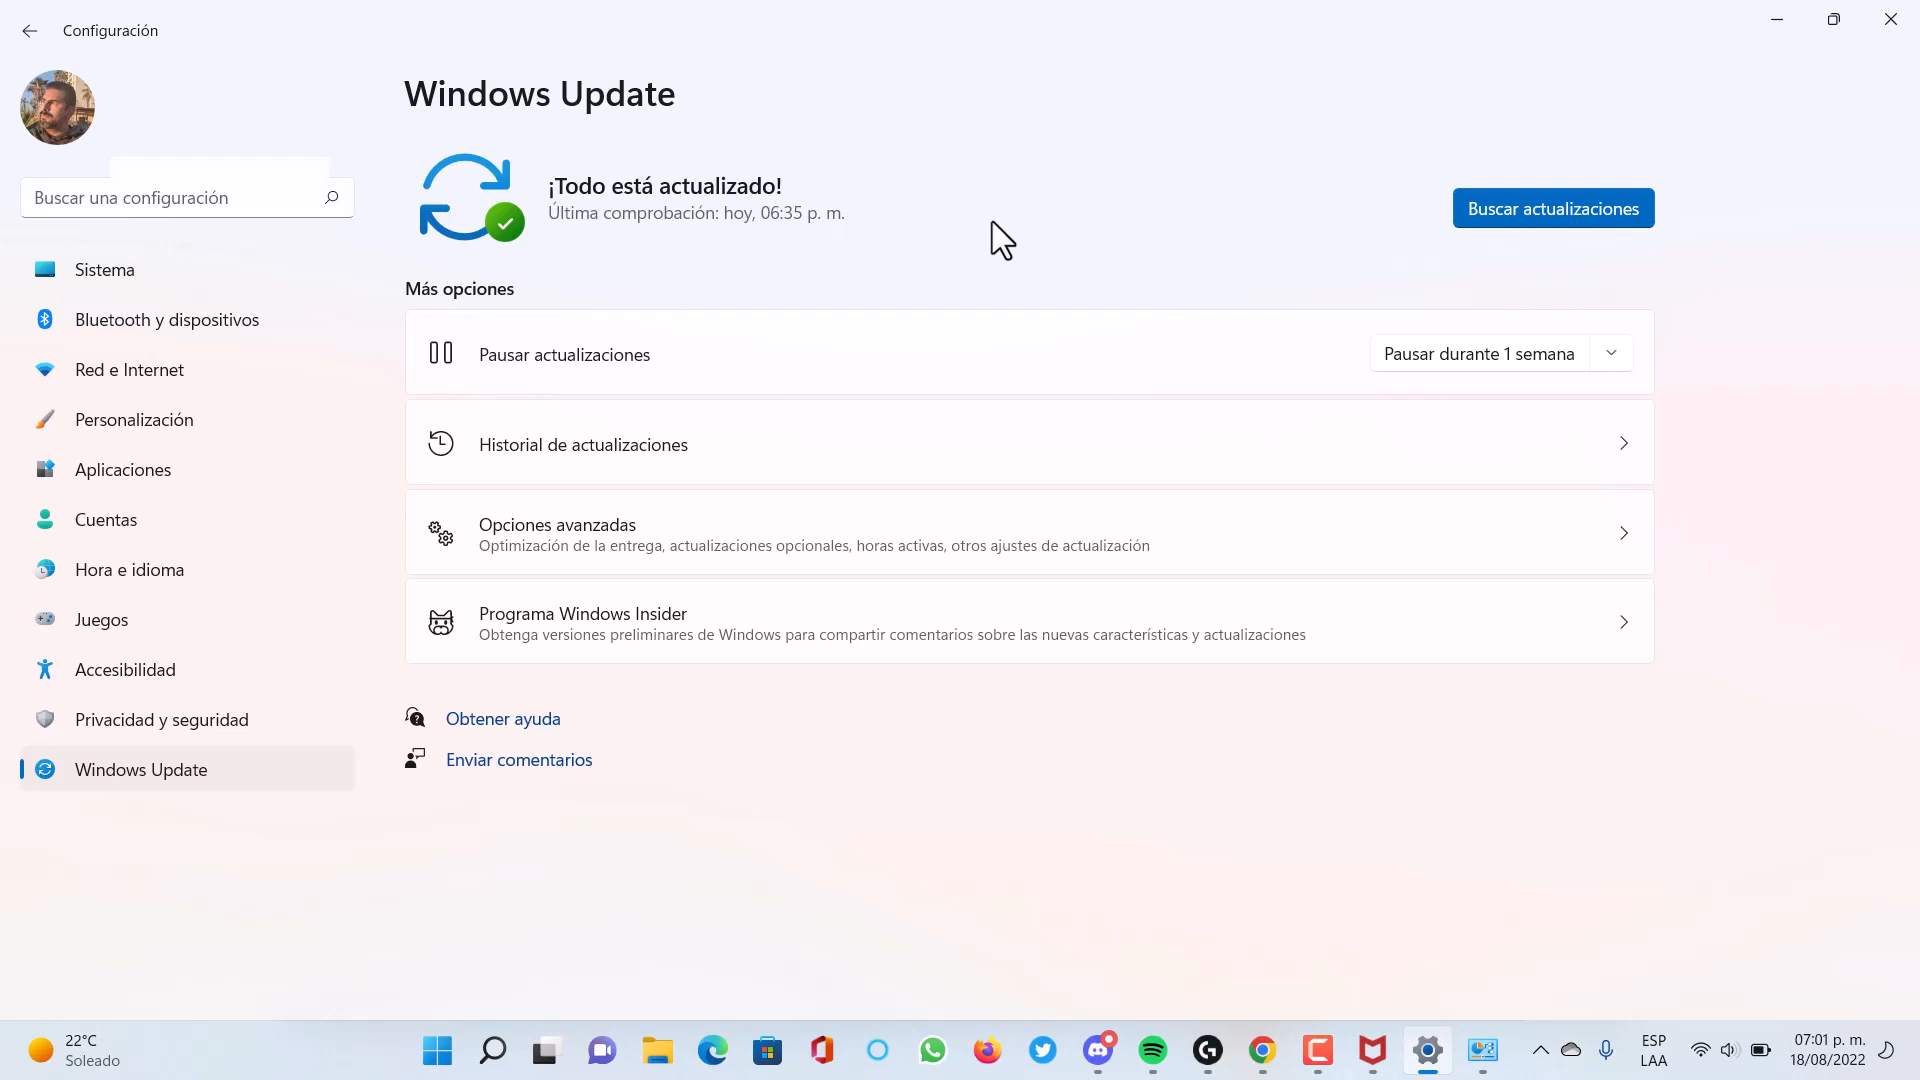 Configuración
Windows Update
¡Todo está actualizado!
Última comprobación: hoy, 06:35 p. m.
Buscar actualizaciones
Buscar una configuración
Sistema
Bluetooth y dispositivos
Red e Internet
Personalización
Aplicaciones
Cuentas
Hora e idioma
Juegos
Accesibilidad
Privacidad y seguridad
Windows Update
Más opciones
Pausar actualizaciones
Pausar durante 1 semana
Historial de actualizaciones
Opciones avanzadas
Optimización de la entrega, actualizaciones opcionales, horas activas, otros ajustes de actualización
Programa Windows Insider
Obtenga versiones preliminares de Windows para compartir comentarios sobre las nuevas características y actualizaciones
Obtener ayuda
Enviar comentarios
22°C
Soleado
ESP
LAA
07:01 p. m.
18/08/2022